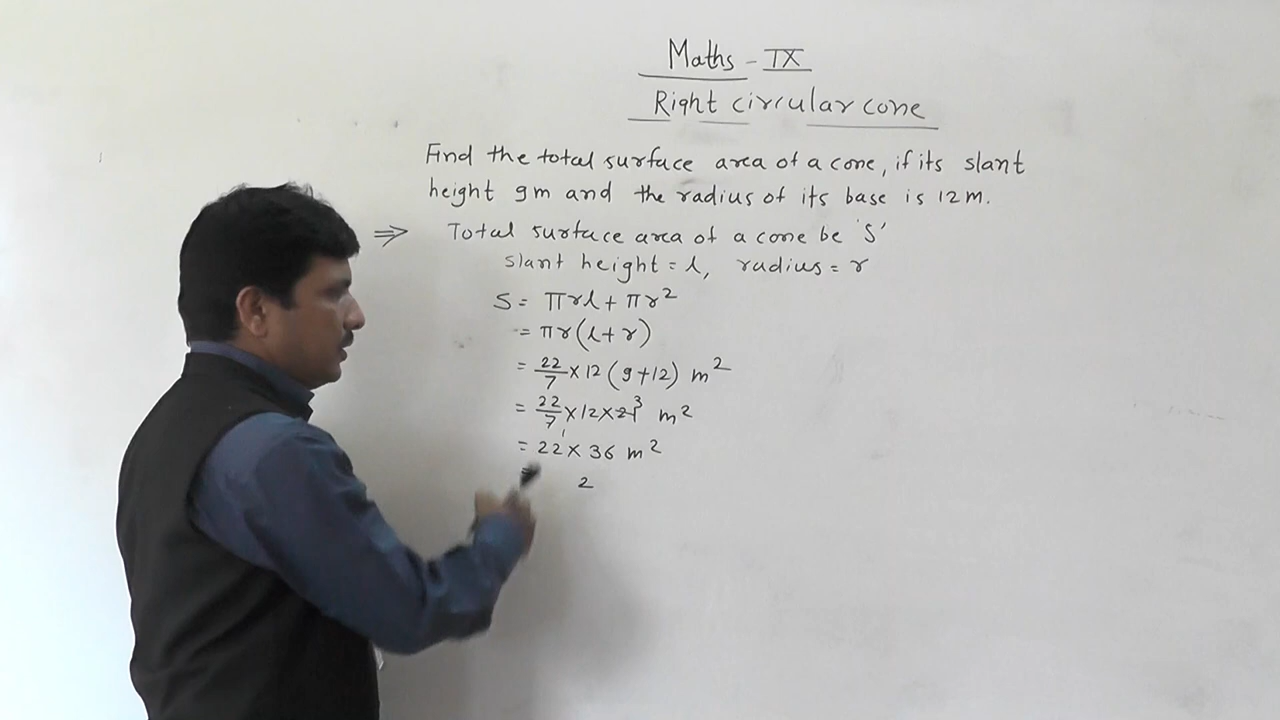 Maths - IX
Right circular cone
Find the total surface area of a cone, if its slant
height 9m and the radius of its base is 12m.
⇒ Total surface area of a cone be 'S'
slant height = l, radius = r
S = πrl + πr²
= πr(l+r)
= 22/7 × 12 (9+12) m²
= 22/7 1 × 12 × 21 3 m²
= 22 × 36 m²
= 2